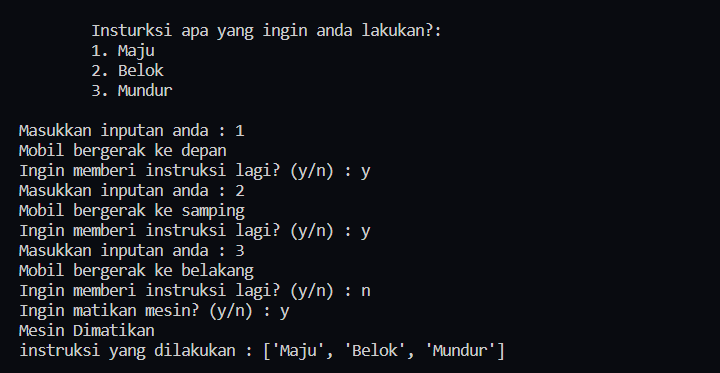 Insturksi apa yang ingin anda lakukan?:
1. Maju
2. Belok
3. Mundur
Masukkan inputan anda : 1
Mobil bergerak ke depan
Ingin memberi instruksi lagi? (y/n) : y
Masukkan inputan anda : 2
Mobil bergerak ke samping
Ingin memberi instruksi lagi? (y/n) : y
Masukkan inputan anda : 3
Mobil bergerak ke belakang
Ingin memberi instruksi lagi? (y/n) : n
Ingin matikan mesin? (y/n) : y
Mesin Dimatikan
instruksi yang dilakukan : ['Maju', 'Belok', 'Mundur']